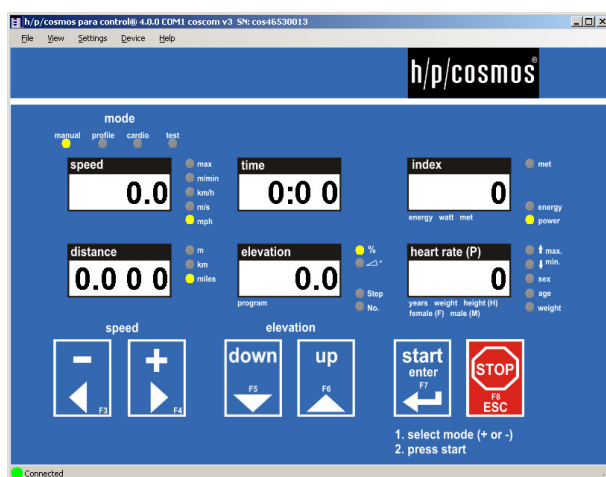 h/p/cosmos para control® 4.0.0 COM1 coscom v3 SN: cos46530013
File View Settings Device Help
h/p/cosmos®
mode
manual profile cardio test
speed
0.0
max
m/min
km/h
m/s
mph
time
0:0 0
index
0
energy watt met
met
energy
power
distance
0.0 0 0
m
km
miles
elevation
0.0
program
%
°
Step
No.
heart rate (P)
0
years weight height (H)
female (F) male (M)
max.
min.
sex
age
weight
speed
elevation
-
F3
+
F4
down
F5
up
F6
start
enter
F7
STOP
F8
ESC
1. select mode (+ or -)
2. press start
Connected